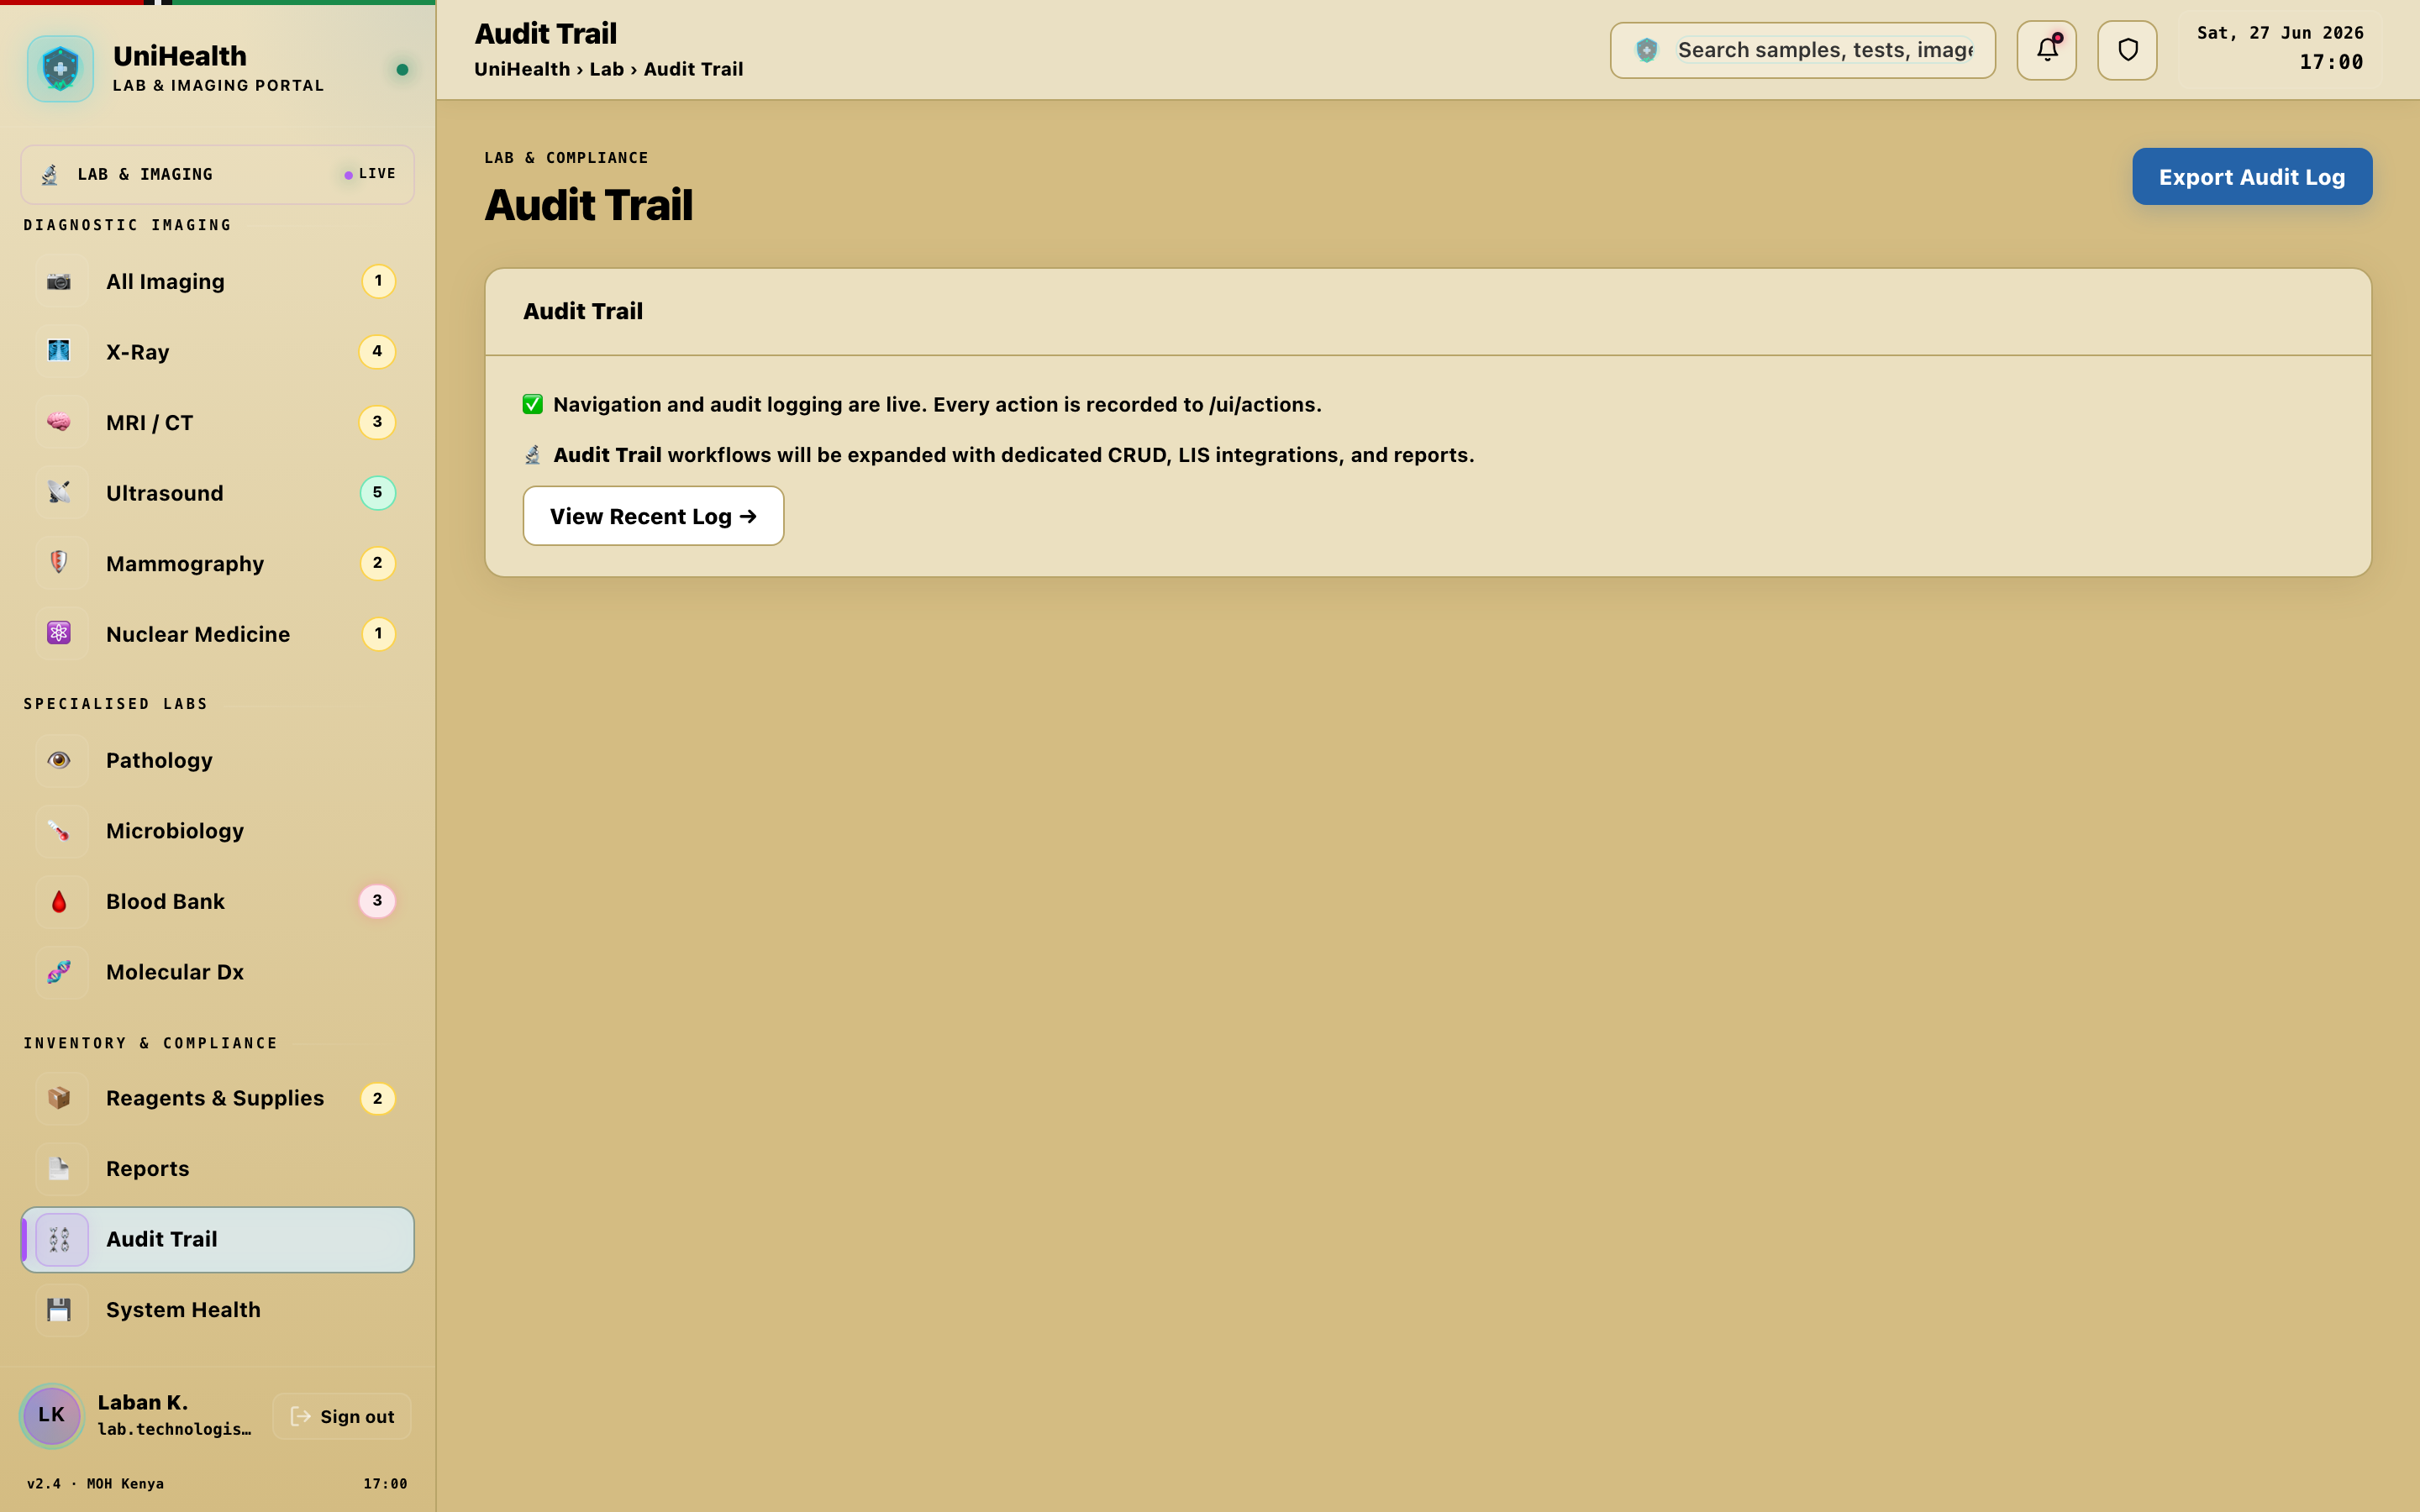 UniHealth
LAB & IMAGING PORTAL
LAB & IMAGING
LIVE
DIAGNOSTIC IMAGING
All Imaging
1
X-Ray
4
MRI / CT
3
Ultrasound
5
Mammography
2
Nuclear Medicine
1
SPECIALISED LABS
Pathology
Microbiology
Blood Bank
3
Molecular Dx
INVENTORY & COMPLIANCE
Reagents & Supplies
2
Reports
Audit Trail
System Health
LK
Laban K.
lab.technologis…
Sign out
v2.4 · MOH Kenya
17:00
Audit Trail
UniHealth › Lab › Audit Trail
Search samples, tests, image
Sat, 27 Jun 2026
17:00
LAB & COMPLIANCE
Audit Trail
Export Audit Log
Audit Trail
✅ Navigation and audit logging are live. Every action is recorded to /ui/actions.
🔬 Audit Trail workflows will be expanded with dedicated CRUD, LIS integrations, and reports.
View Recent Log →